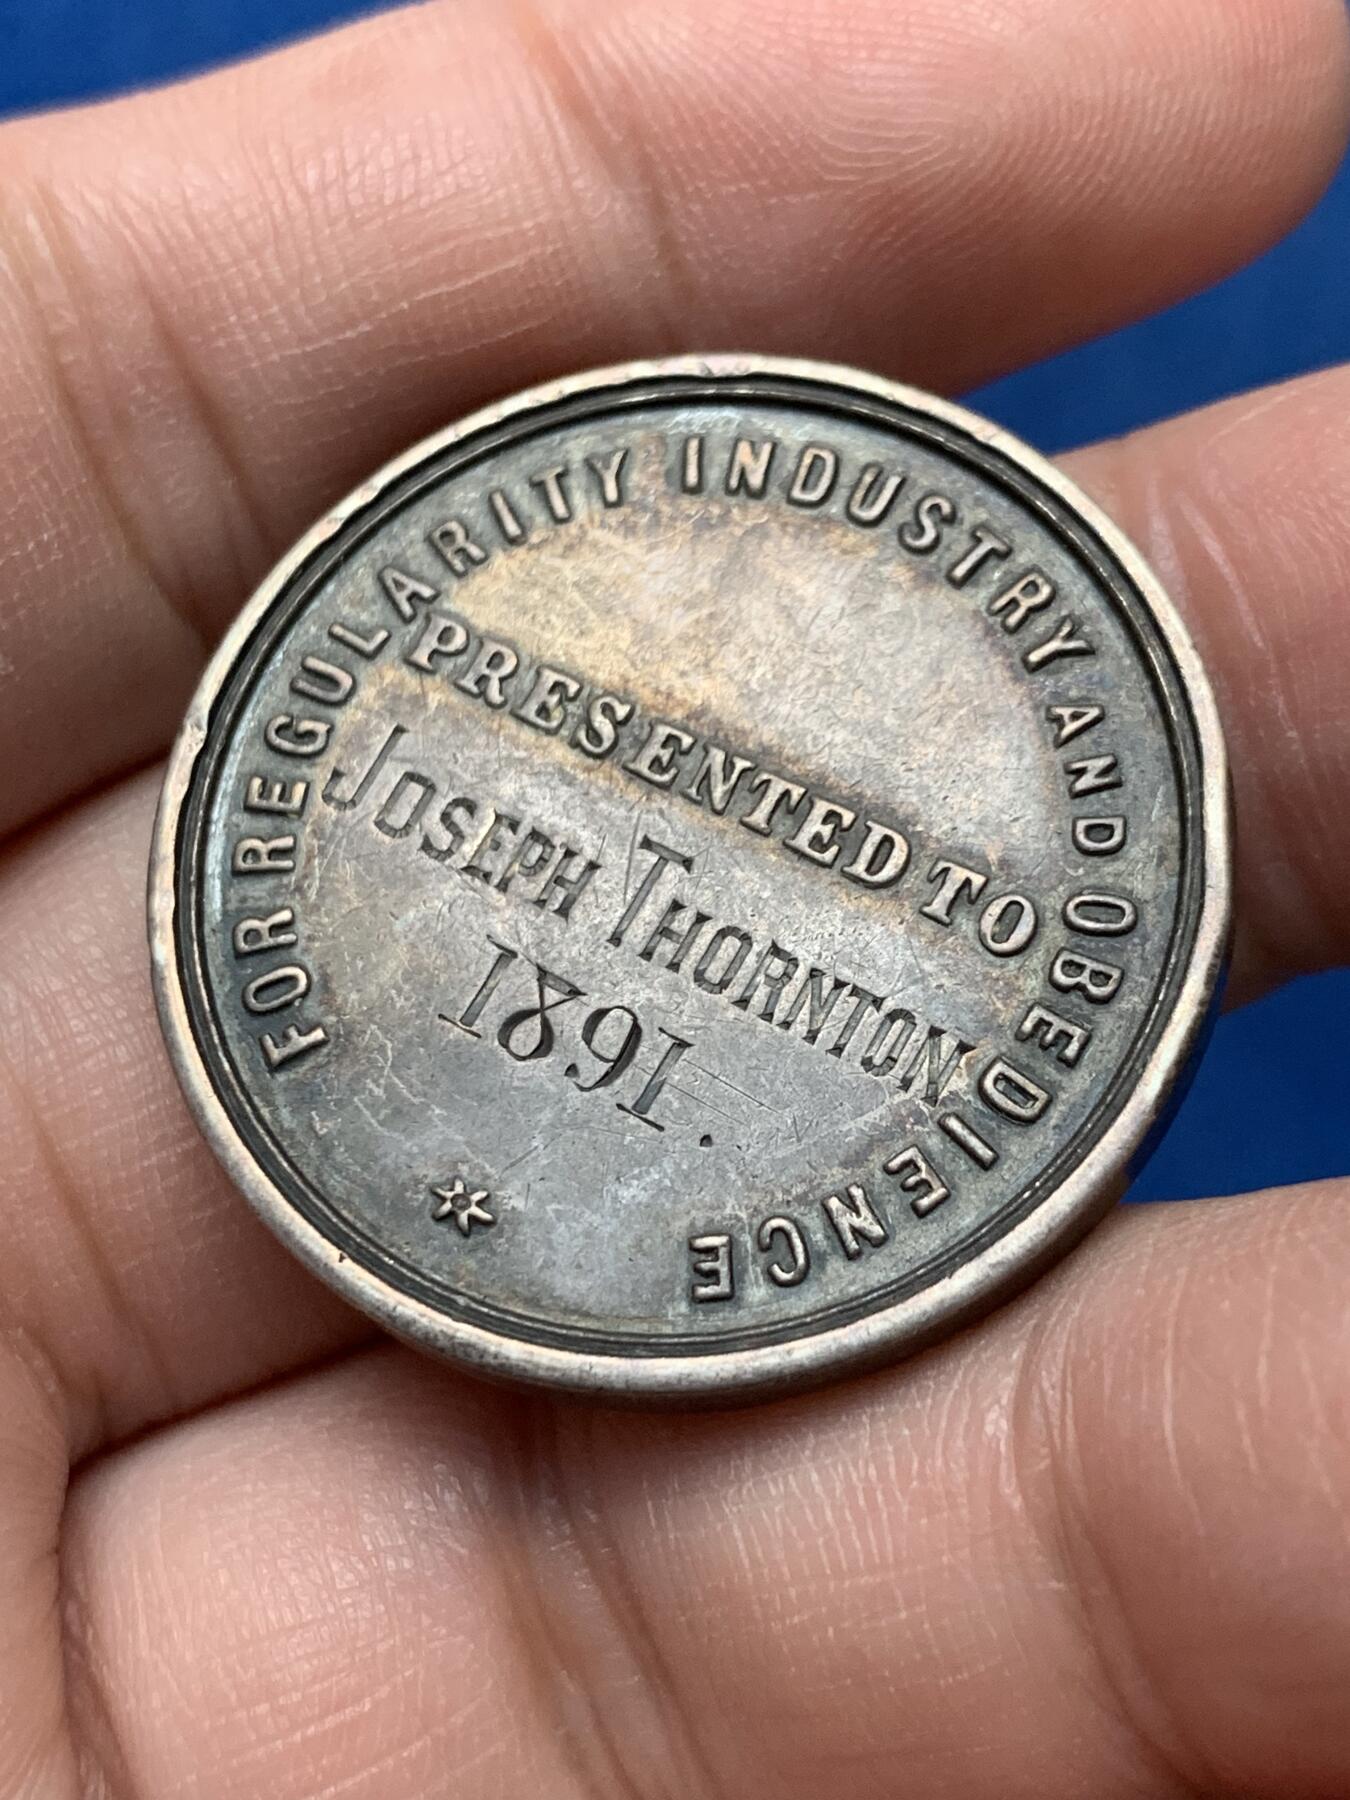 FOR REGULARITY INDUSTRY AND OBEDIENCE
PRESENTED TO
JOSEPH THORNTON
1891.